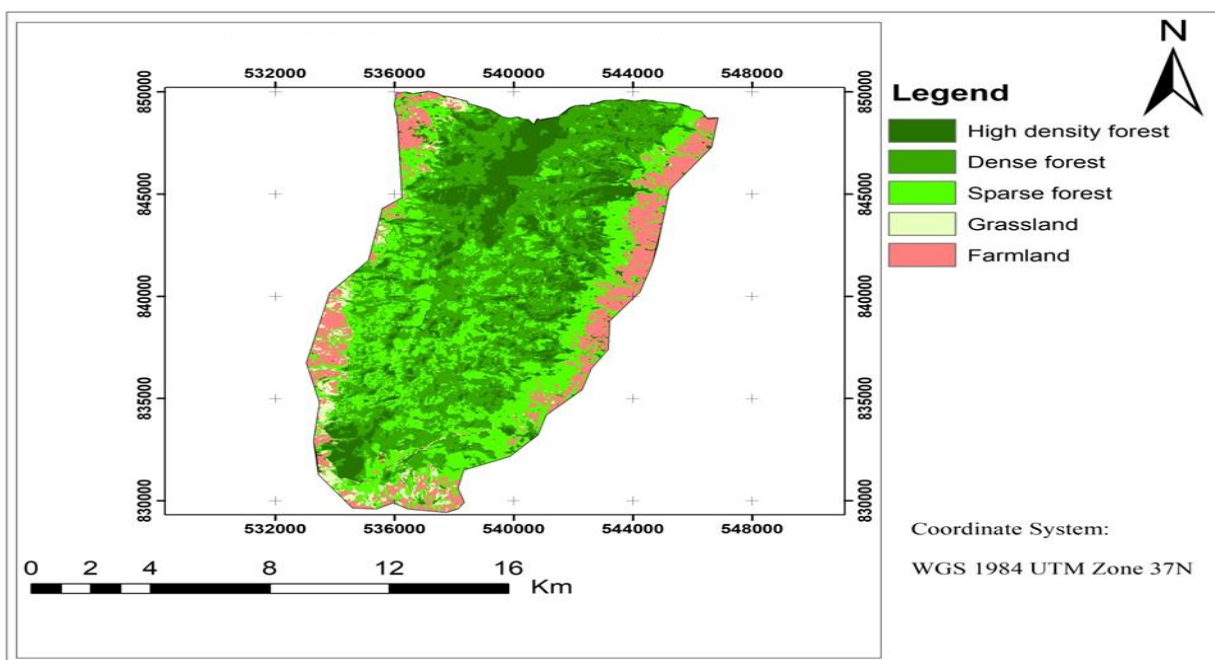 N
532000 536000 540000 544000 548000
850000 850000
845000 845000
840000 840000
835000 835000
830000 830000
532000 536000 540000 544000 548000
Legend
High density forest
Dense forest
Sparse forest
Grassland
Farmland
0 2 4 8 12 16
Km
Coordinate System:
WGS 1984 UTM Zone 37N